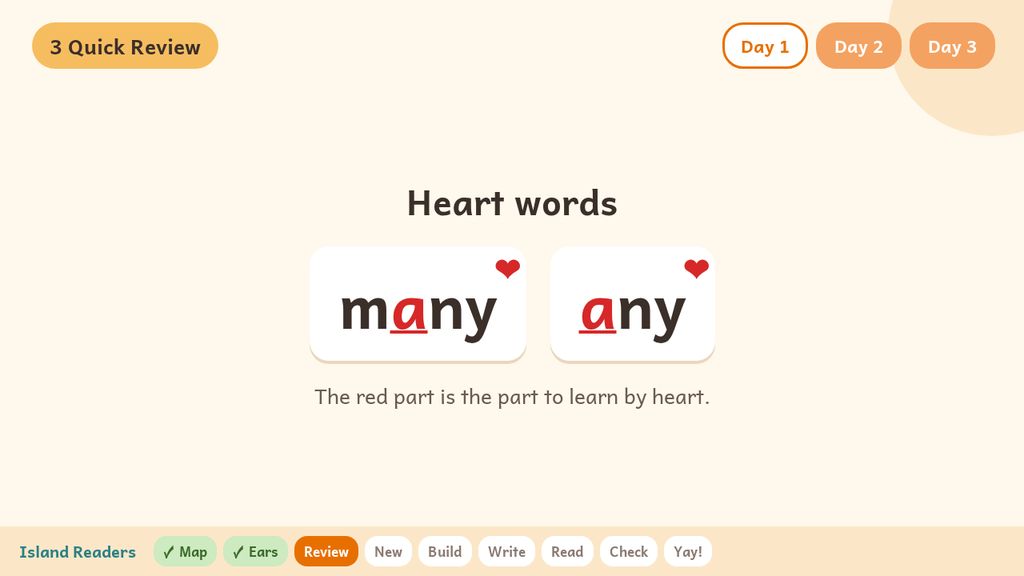 3 Quick Review
Day 1 Day 2 Day 3
Heart words
many❤ any❤
The red part is the part to learn by heart.
Island Readers ✓ Map ✓ Ears Review New Build Write Read Check Yay!